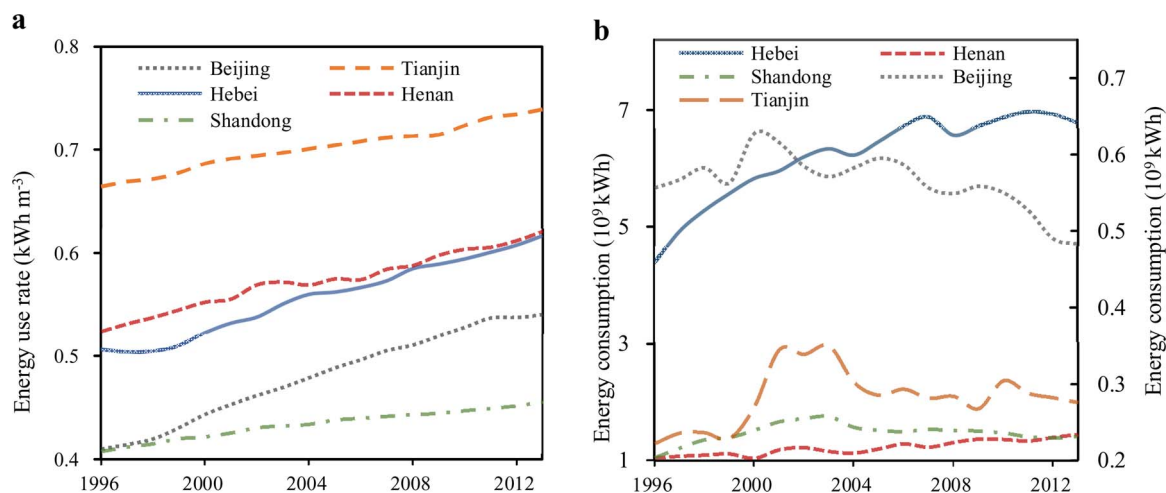 a
Energy use rate (kWh m⁻³)
0.8
0.7
0.6
0.5
0.4
Beijing
Tianjin
Hebei
Henan
Shandong
1996 2000 2004 2008 2012
b
Energy consumption (10⁹ kWh)
7
5
3
1
Hebei
Henan
Shandong
Beijing
Tianjin
0.7
0.6
0.5
0.4
0.3
0.2
Energy consumption (10⁹ kWh)
1996 2000 2004 2008 2012